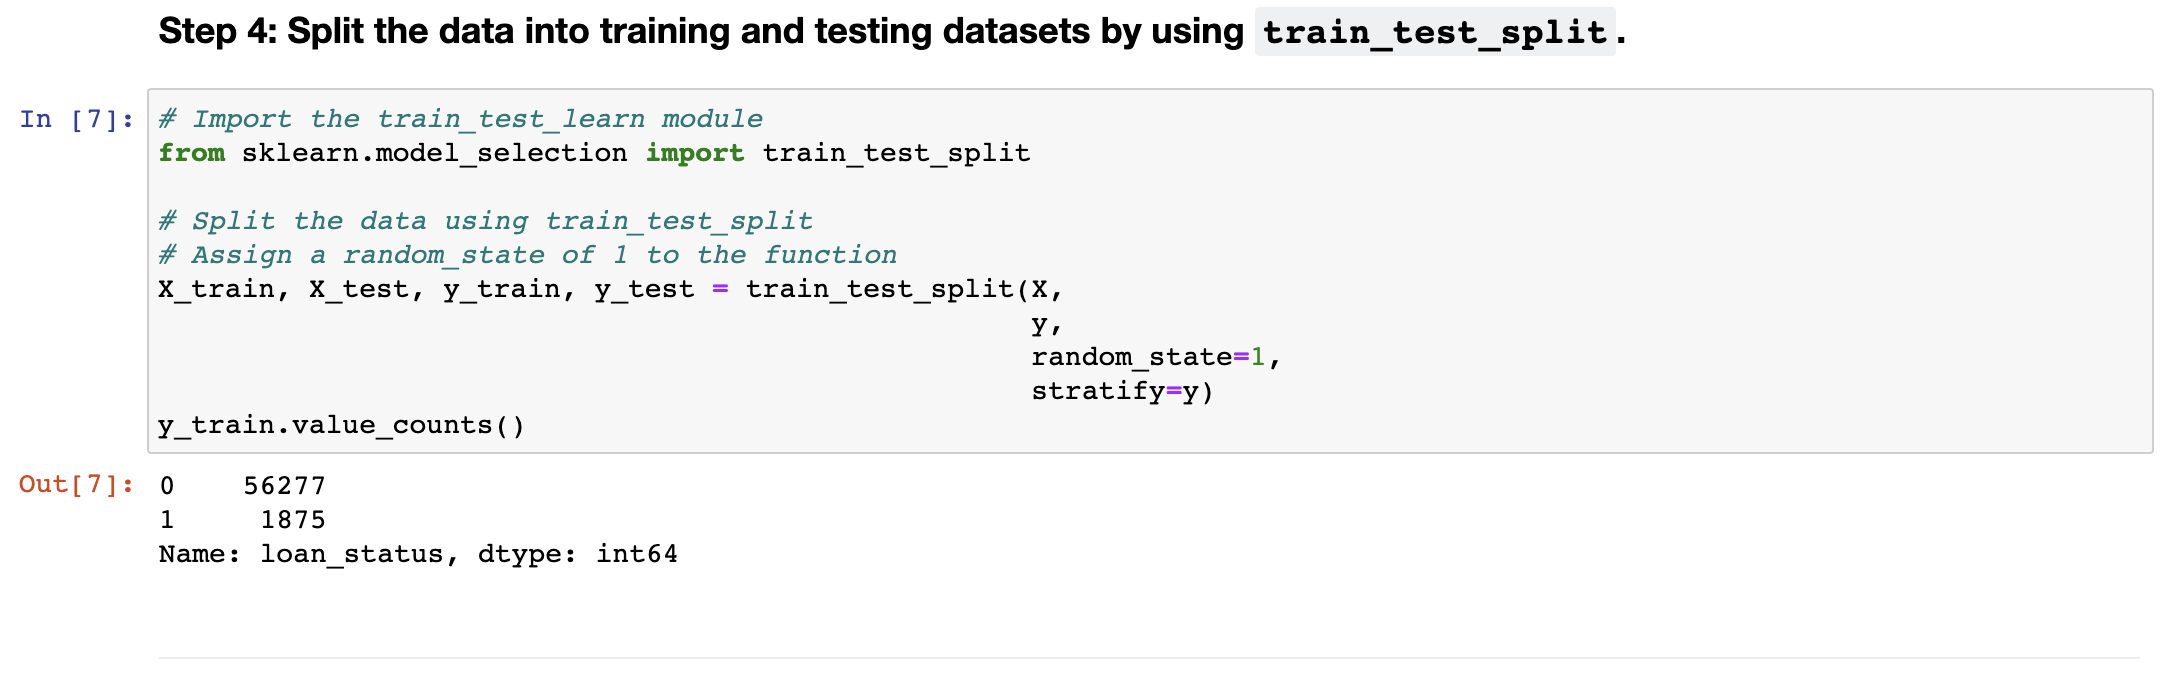 Step 4: Split the data into training and testing datasets by using train_test_split.
In [7]: # Import the train_test_learn module
from sklearn.model_selection import train_test_split
# Split the data using train_test_split
# Assign a random_state of 1 to the function
X_train, X_test, y_train, y_test = train_test_split(X,
y,
random_state=1,
stratify=y)
y_train.value_counts()
Out[7]: 0    56277
1     1875
Name: loan_status, dtype: int64